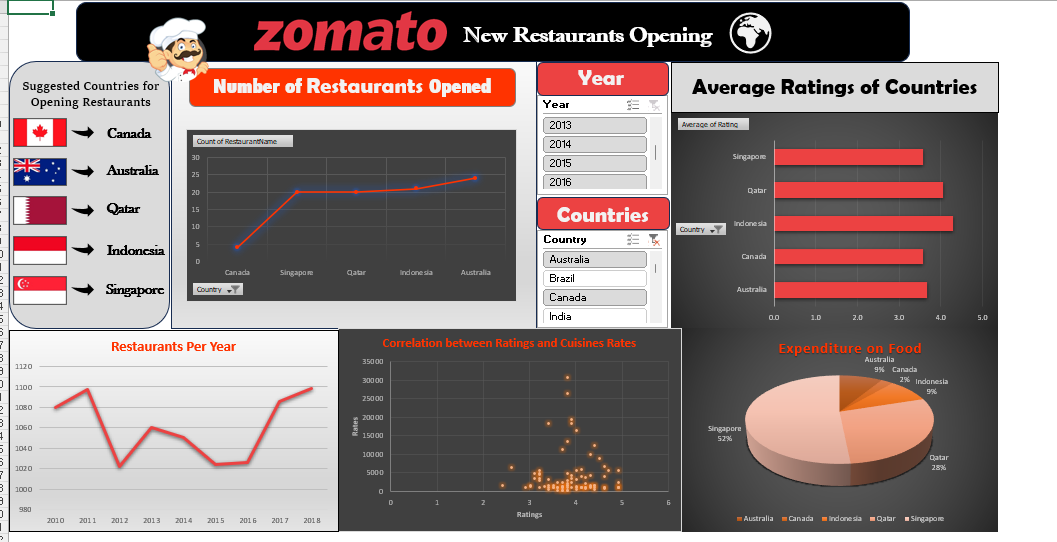 zomato New Restaurants Opening
Suggested Countries for
Opening Restaurants
Canada
Australia
Qatar
Indonesia
Singapore
Number of Restaurants Opened
Count of RestaurantName
30
25
20
15
10
5
0
Canada Singapore Qatar Indonesia Australia
Country
Year
Year
2013
2014
2015
2016
Countries
Country
Australia
Brazil
Canada
India
Average Ratings of Countries
Average of Rating
Country
Singapore
Qatar
Indonesia
Canada
Australia
0.0 1.0 2.0 3.0 4.0 5.0
Restaurants Per Year
1120
1100
1080
1060
1040
1020
1000
980
2010 2011 2012 2013 2014 2015 2016 2017 2018
Correlation between Ratings and Cuisines Rates
Rates
35000
30000
25000
20000
15000
10000
5000
0
0 1 2 3 4 5 6
Ratings
Expenditure on Food
Australia
9%
Canada
2%
Indonesia
9%
Singapore
52%
Qatar
28%
Australia Canada Indonesia Qatar Singapore